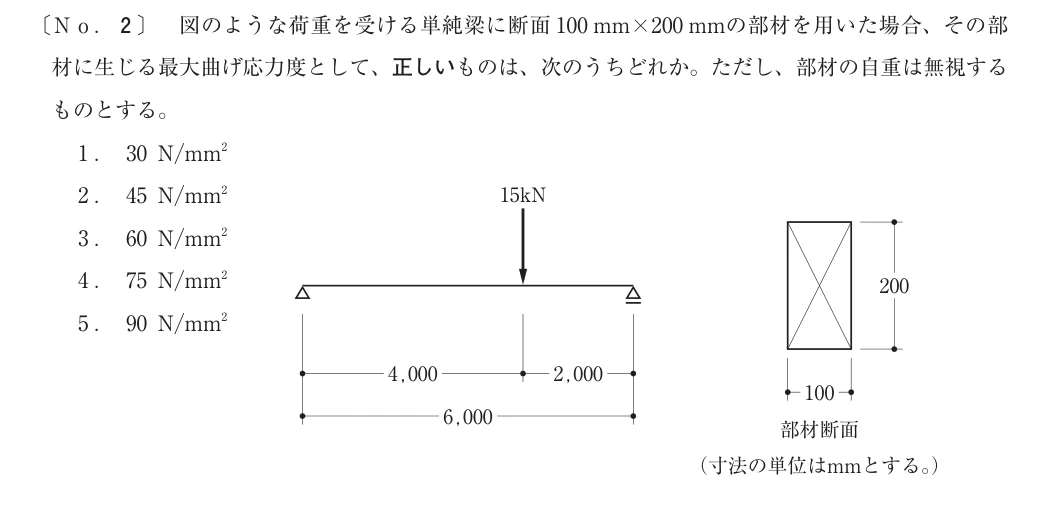 〔Ｎｏ．２〕　図のような荷重を受ける単純梁に断面100 mm×200 mmの部材を用いた場合、その部
材に生じる最大曲げ応力度として、正しいものは、次のうちどれか。ただし、部材の自重は無視する
ものとする。
1． 30 N/mm²
2． 45 N/mm²
3． 60 N/mm²
4． 75 N/mm²
5． 90 N/mm²
15kN
4,000
2,000
6,000
200
100
部材断面
（寸法の単位はmmとする。）